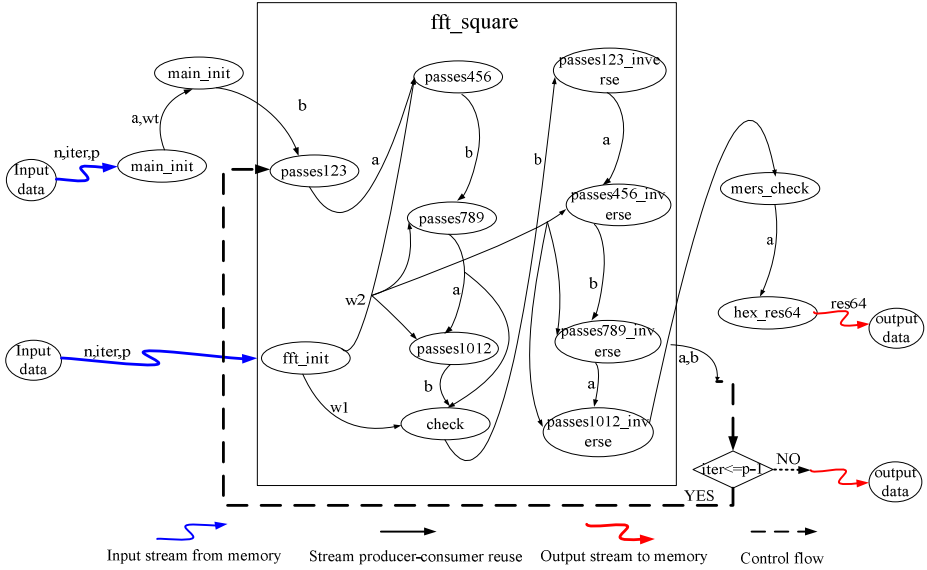 fft_square
main_init
a,wt
b
n,iter,p
Input
data
main_init
passes123
a
passes456
b
passes789
a
w2
passes1012
b
n,iter,p
Input
data
fft_init
w1
check
b
passes123_inve
rse
a
passes456_inv
erse
b
passes789_inv
erse
a
passes1012_inv
erse
mers_check
a
hex_res64
res64
output
data
a,b
iter<=p-1
NO
YES
output
data
Input stream from memory
Stream producer-consumer reuse
Output stream to memory
Control flow